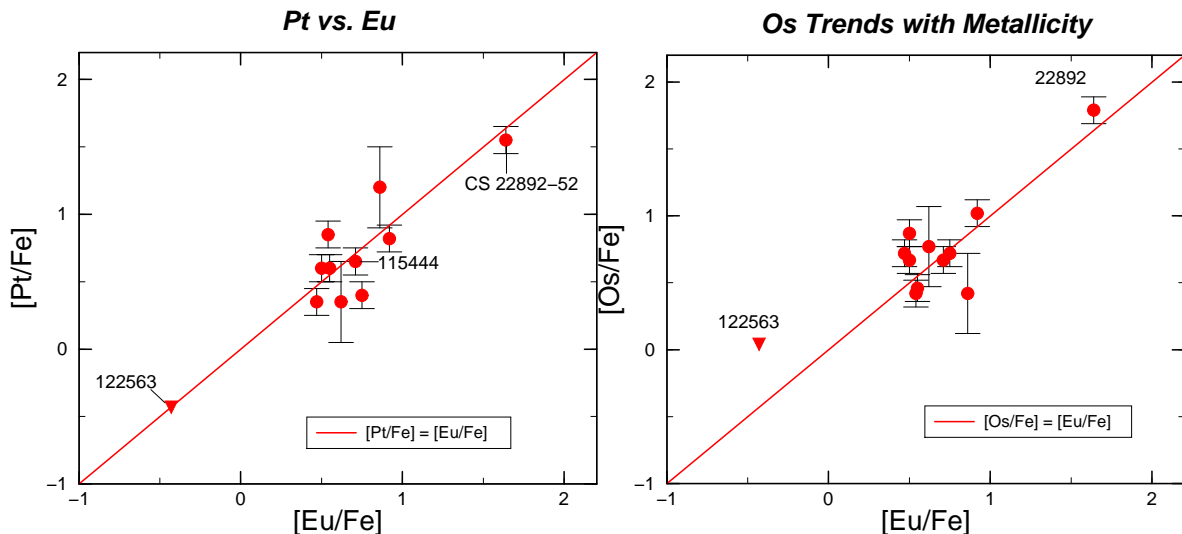 Pt vs. Eu
[Pt/Fe]
2
1
0
−1
−1
0
1
2
CS 22892−52
115444
122563
[Pt/Fe] = [Eu/Fe]
[Eu/Fe]
Os Trends with Metallicity
[Os/Fe]
2
1
0
−1
−1
0
1
2
22892
122563
[Os/Fe] = [Eu/Fe]
[Eu/Fe]